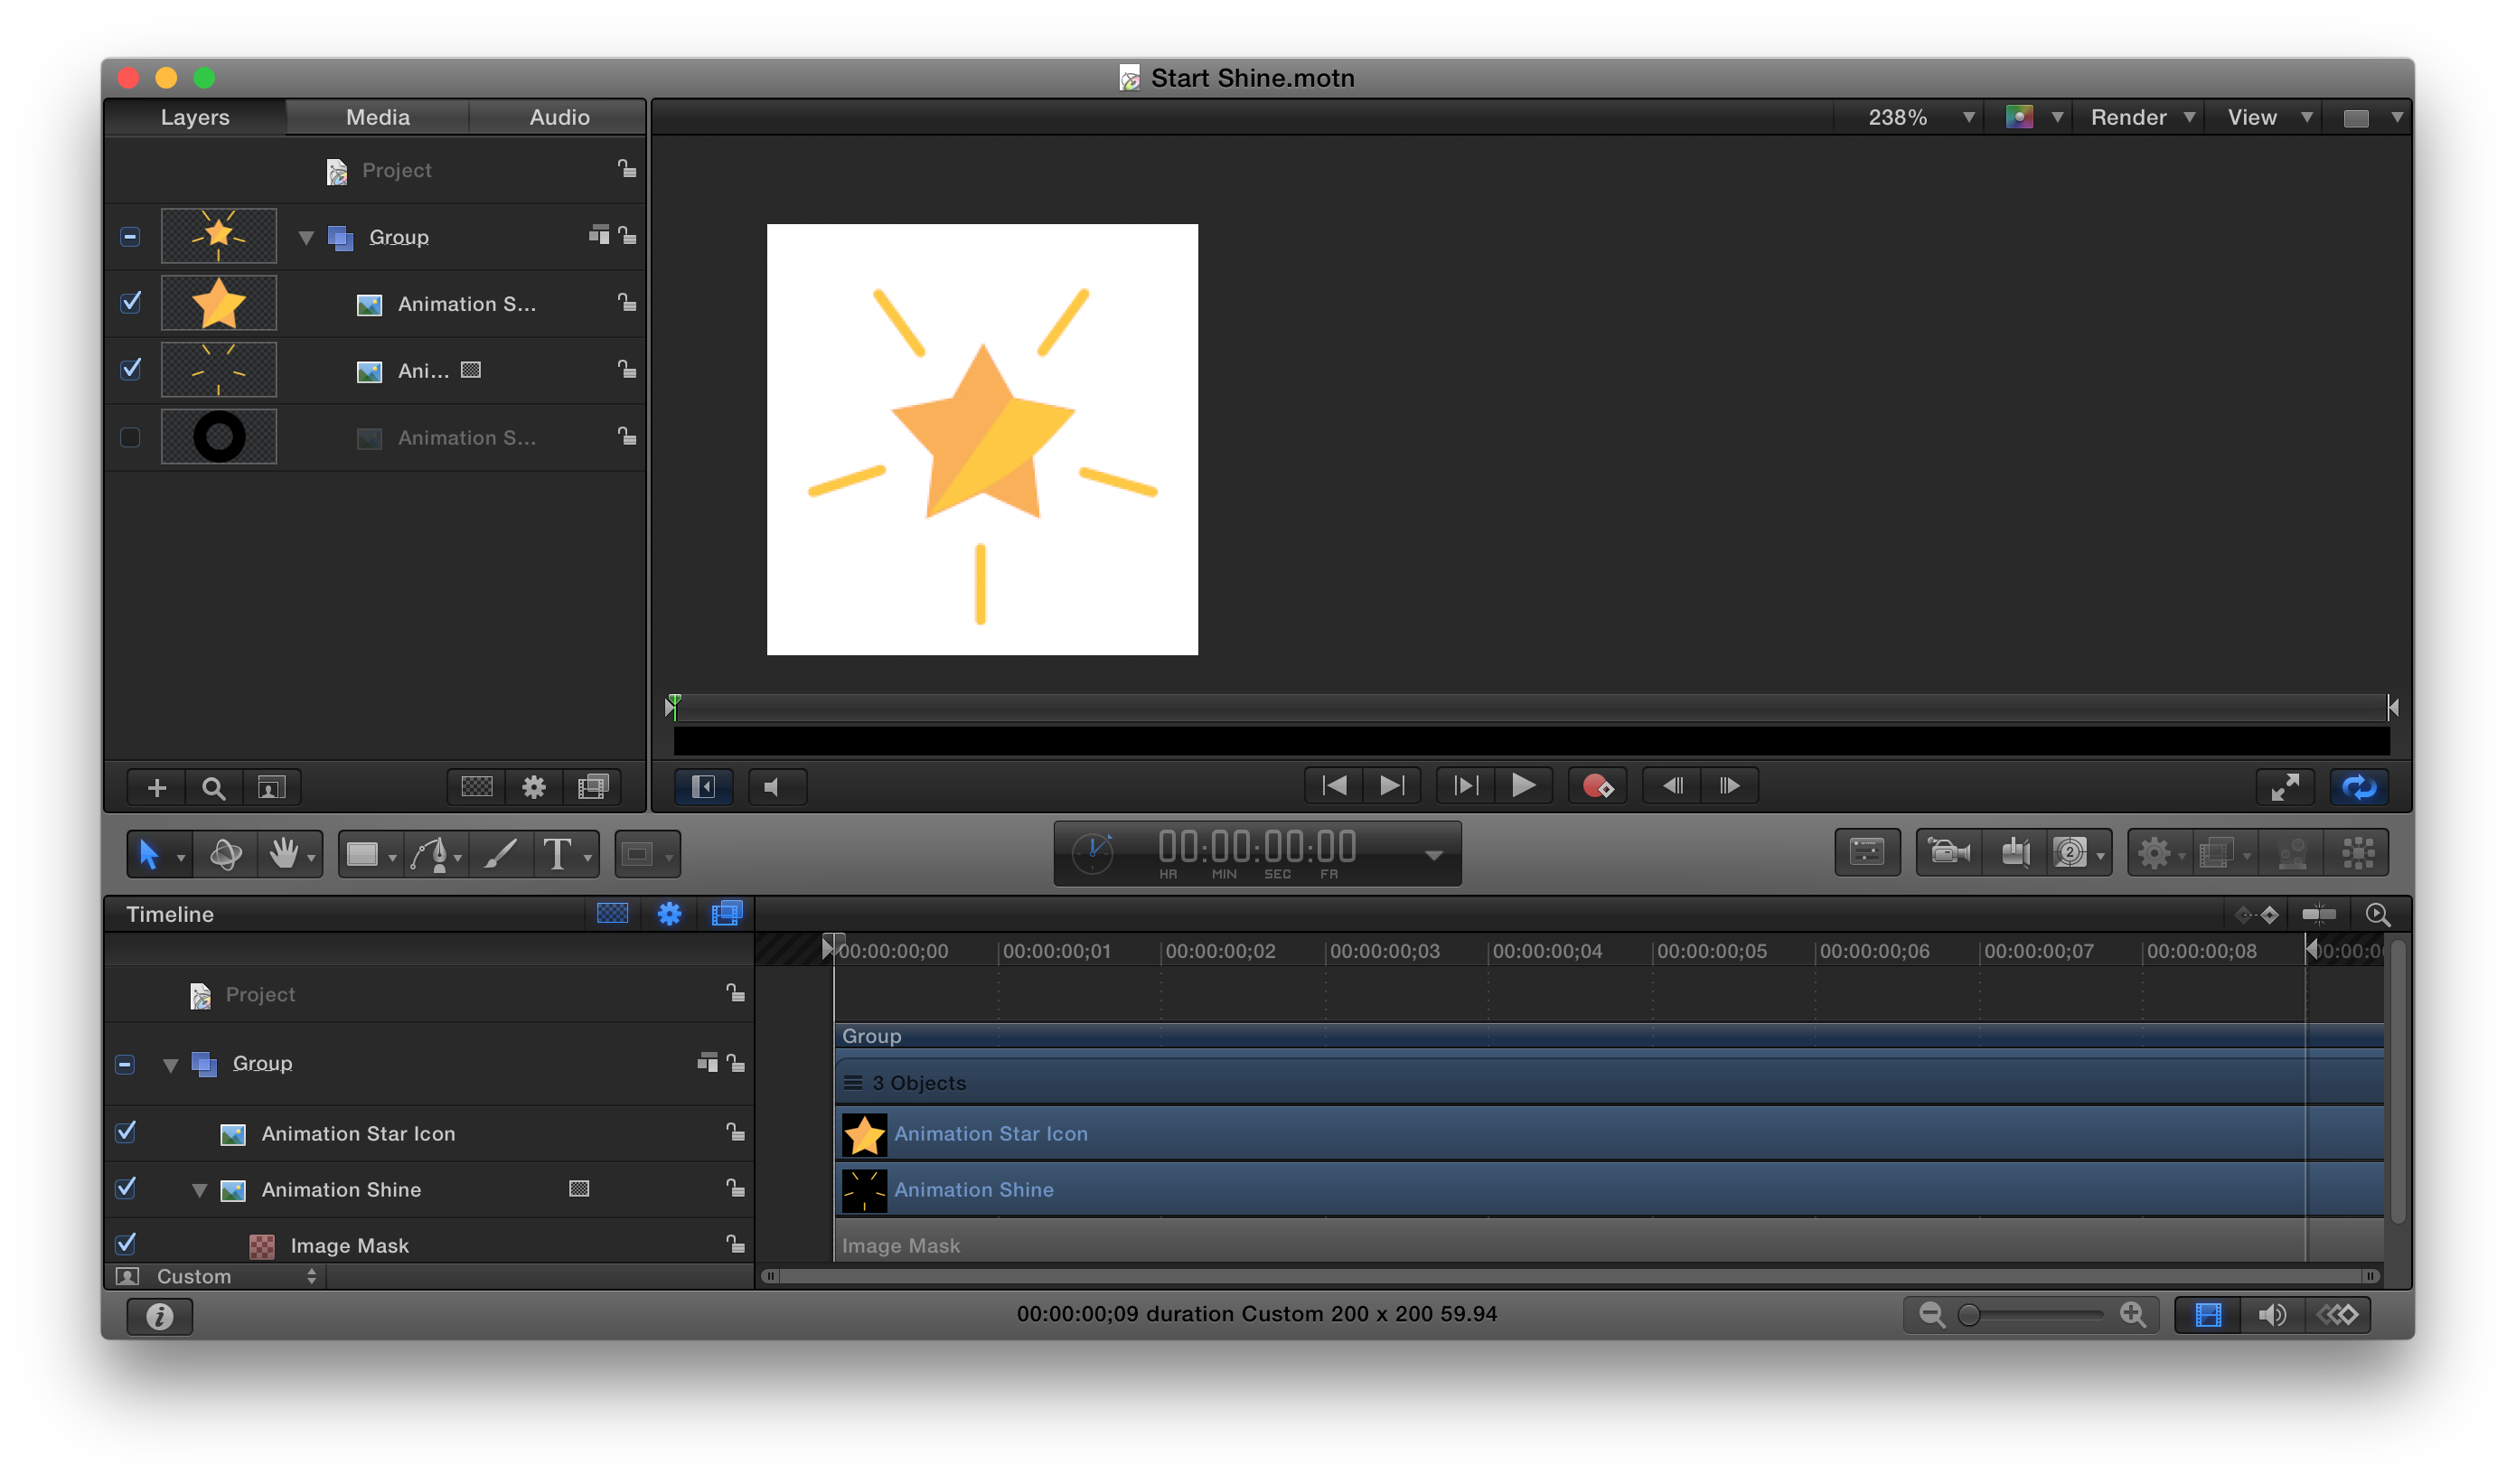 Start Shine.motn
Layers Media Audio
238% Render View
Project
Group
Animation S...
Ani...
Animation S...
00:00:00:00
HR MIN SEC FR
T
2
Timeline
00:00:00;00 00:00:00;01 00:00:00;02 00:00:00;03 00:00:00;04 00:00:00;05 00:00:00;06 00:00:00;07 00:00:00;08 00:00:0
Project
Group
Group
3 Objects
Animation Star Icon
Animation Star Icon
Animation Shine
Animation Shine
Image Mask
Image Mask
Custom
00:00:00;09 duration Custom 200 x 200 59.94